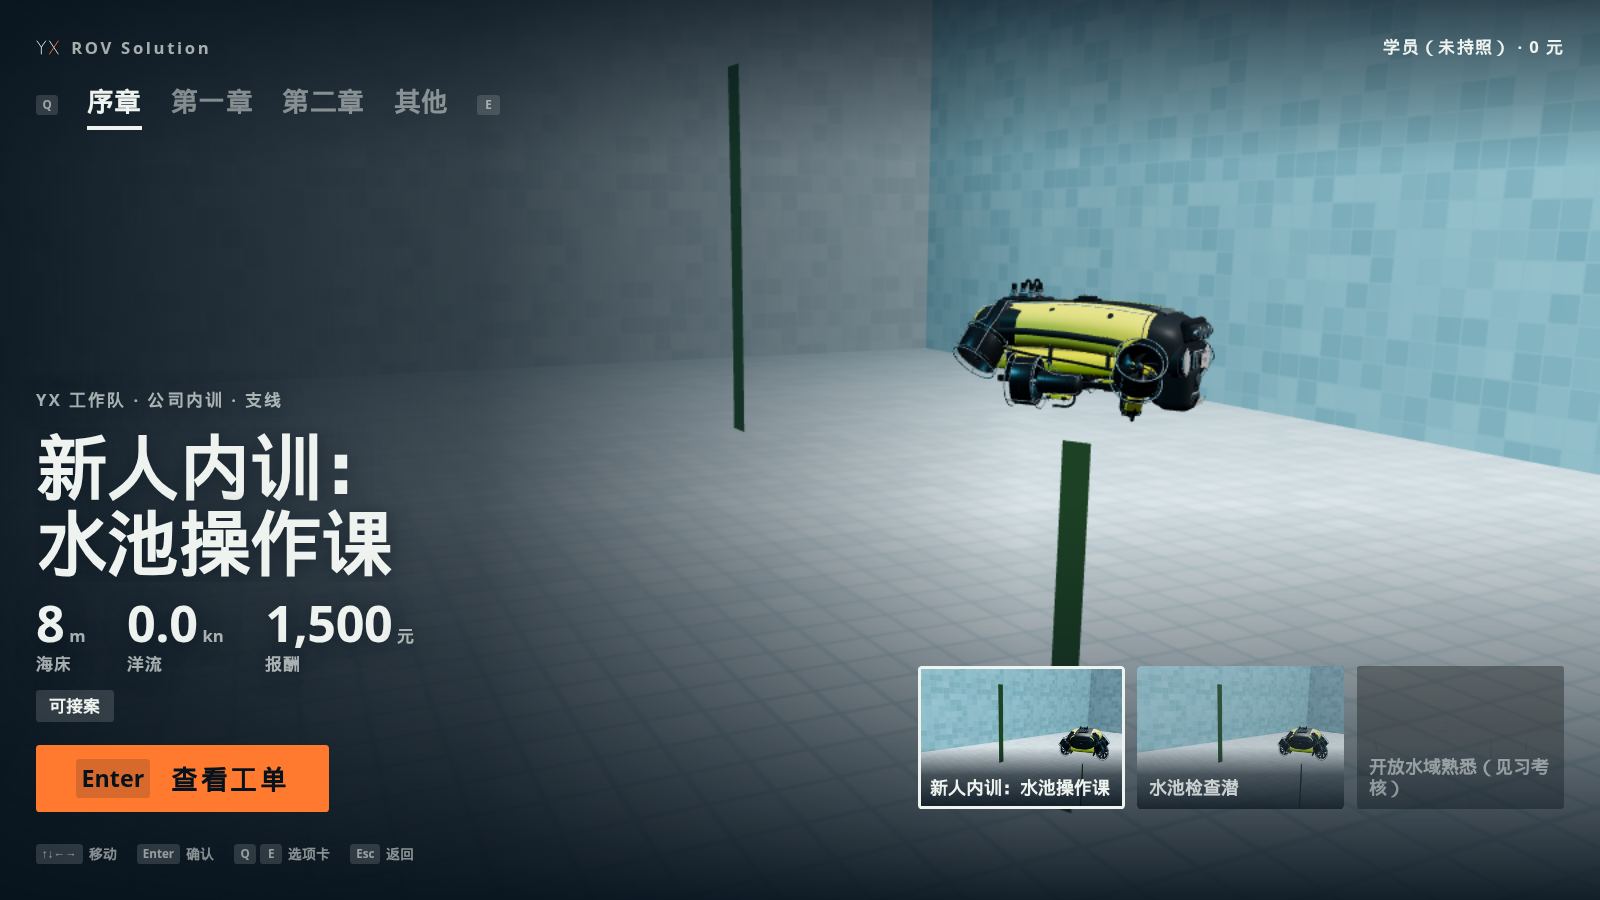 YX ROV Solution
学员（未持照）· 0 元
Q 序章 第一章 第二章 其他 E
YX 工作队 · 公司内训 · 支线
新人内训：
水池操作课
8 m 0.0 kn 1,500 元
海床 洋流 报酬
可接案
Enter 查看工单
新人内训：水池操作课
水池检查潜
开放水域熟悉（见习考
核）
↑↓←→ 移动 Enter 确认 Q E 选项卡 Esc 返回